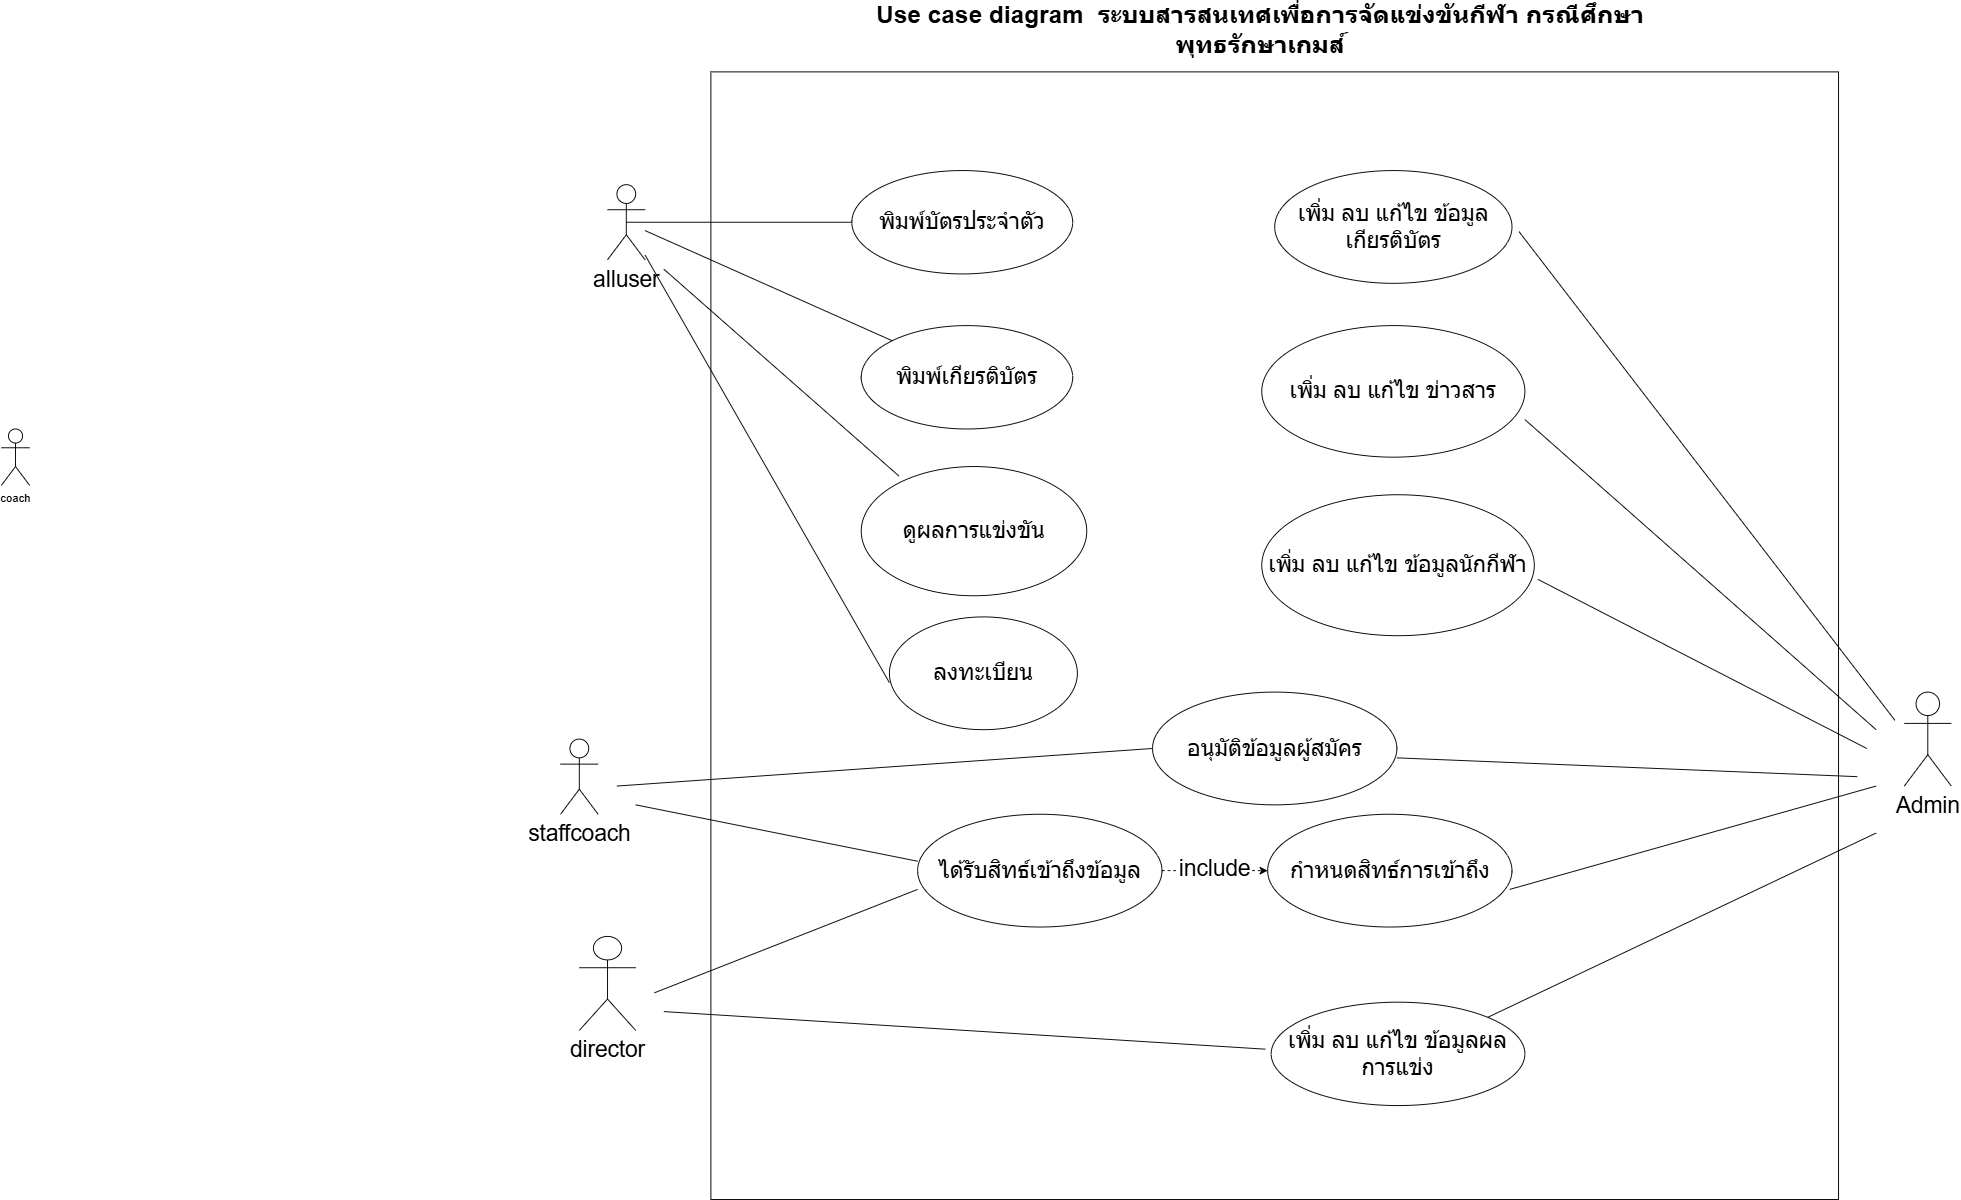 Use case diagram ระบบสารสนเทศเพื่อการจัดแข่งขันกีฬา กรณีศึกษา
พุทธรักษาเกมส์
พิมพ์บัตรประจำตัว
เพิ่ม ลบ แก้ไข ข้อมูล
เกียรติบัตร
alluser
พิมพ์เกียรติบัตร
เพิ่ม ลบ แก้ไข ข่าวสาร
coach
ดูผลการแข่งขัน
เพิ่ม ลบ แก้ไข ข้อมูลนักกีฬา
ลงทะเบียน
อนุมัติข้อมูลผู้สมัคร
Admin
staffcoach
ได้รับสิทธ์เข้าถึงข้อมูล
include
กำหนดสิทธ์การเข้าถึง
director
เพิ่ม ลบ แก้ไข ข้อมูลผล
การแข่ง